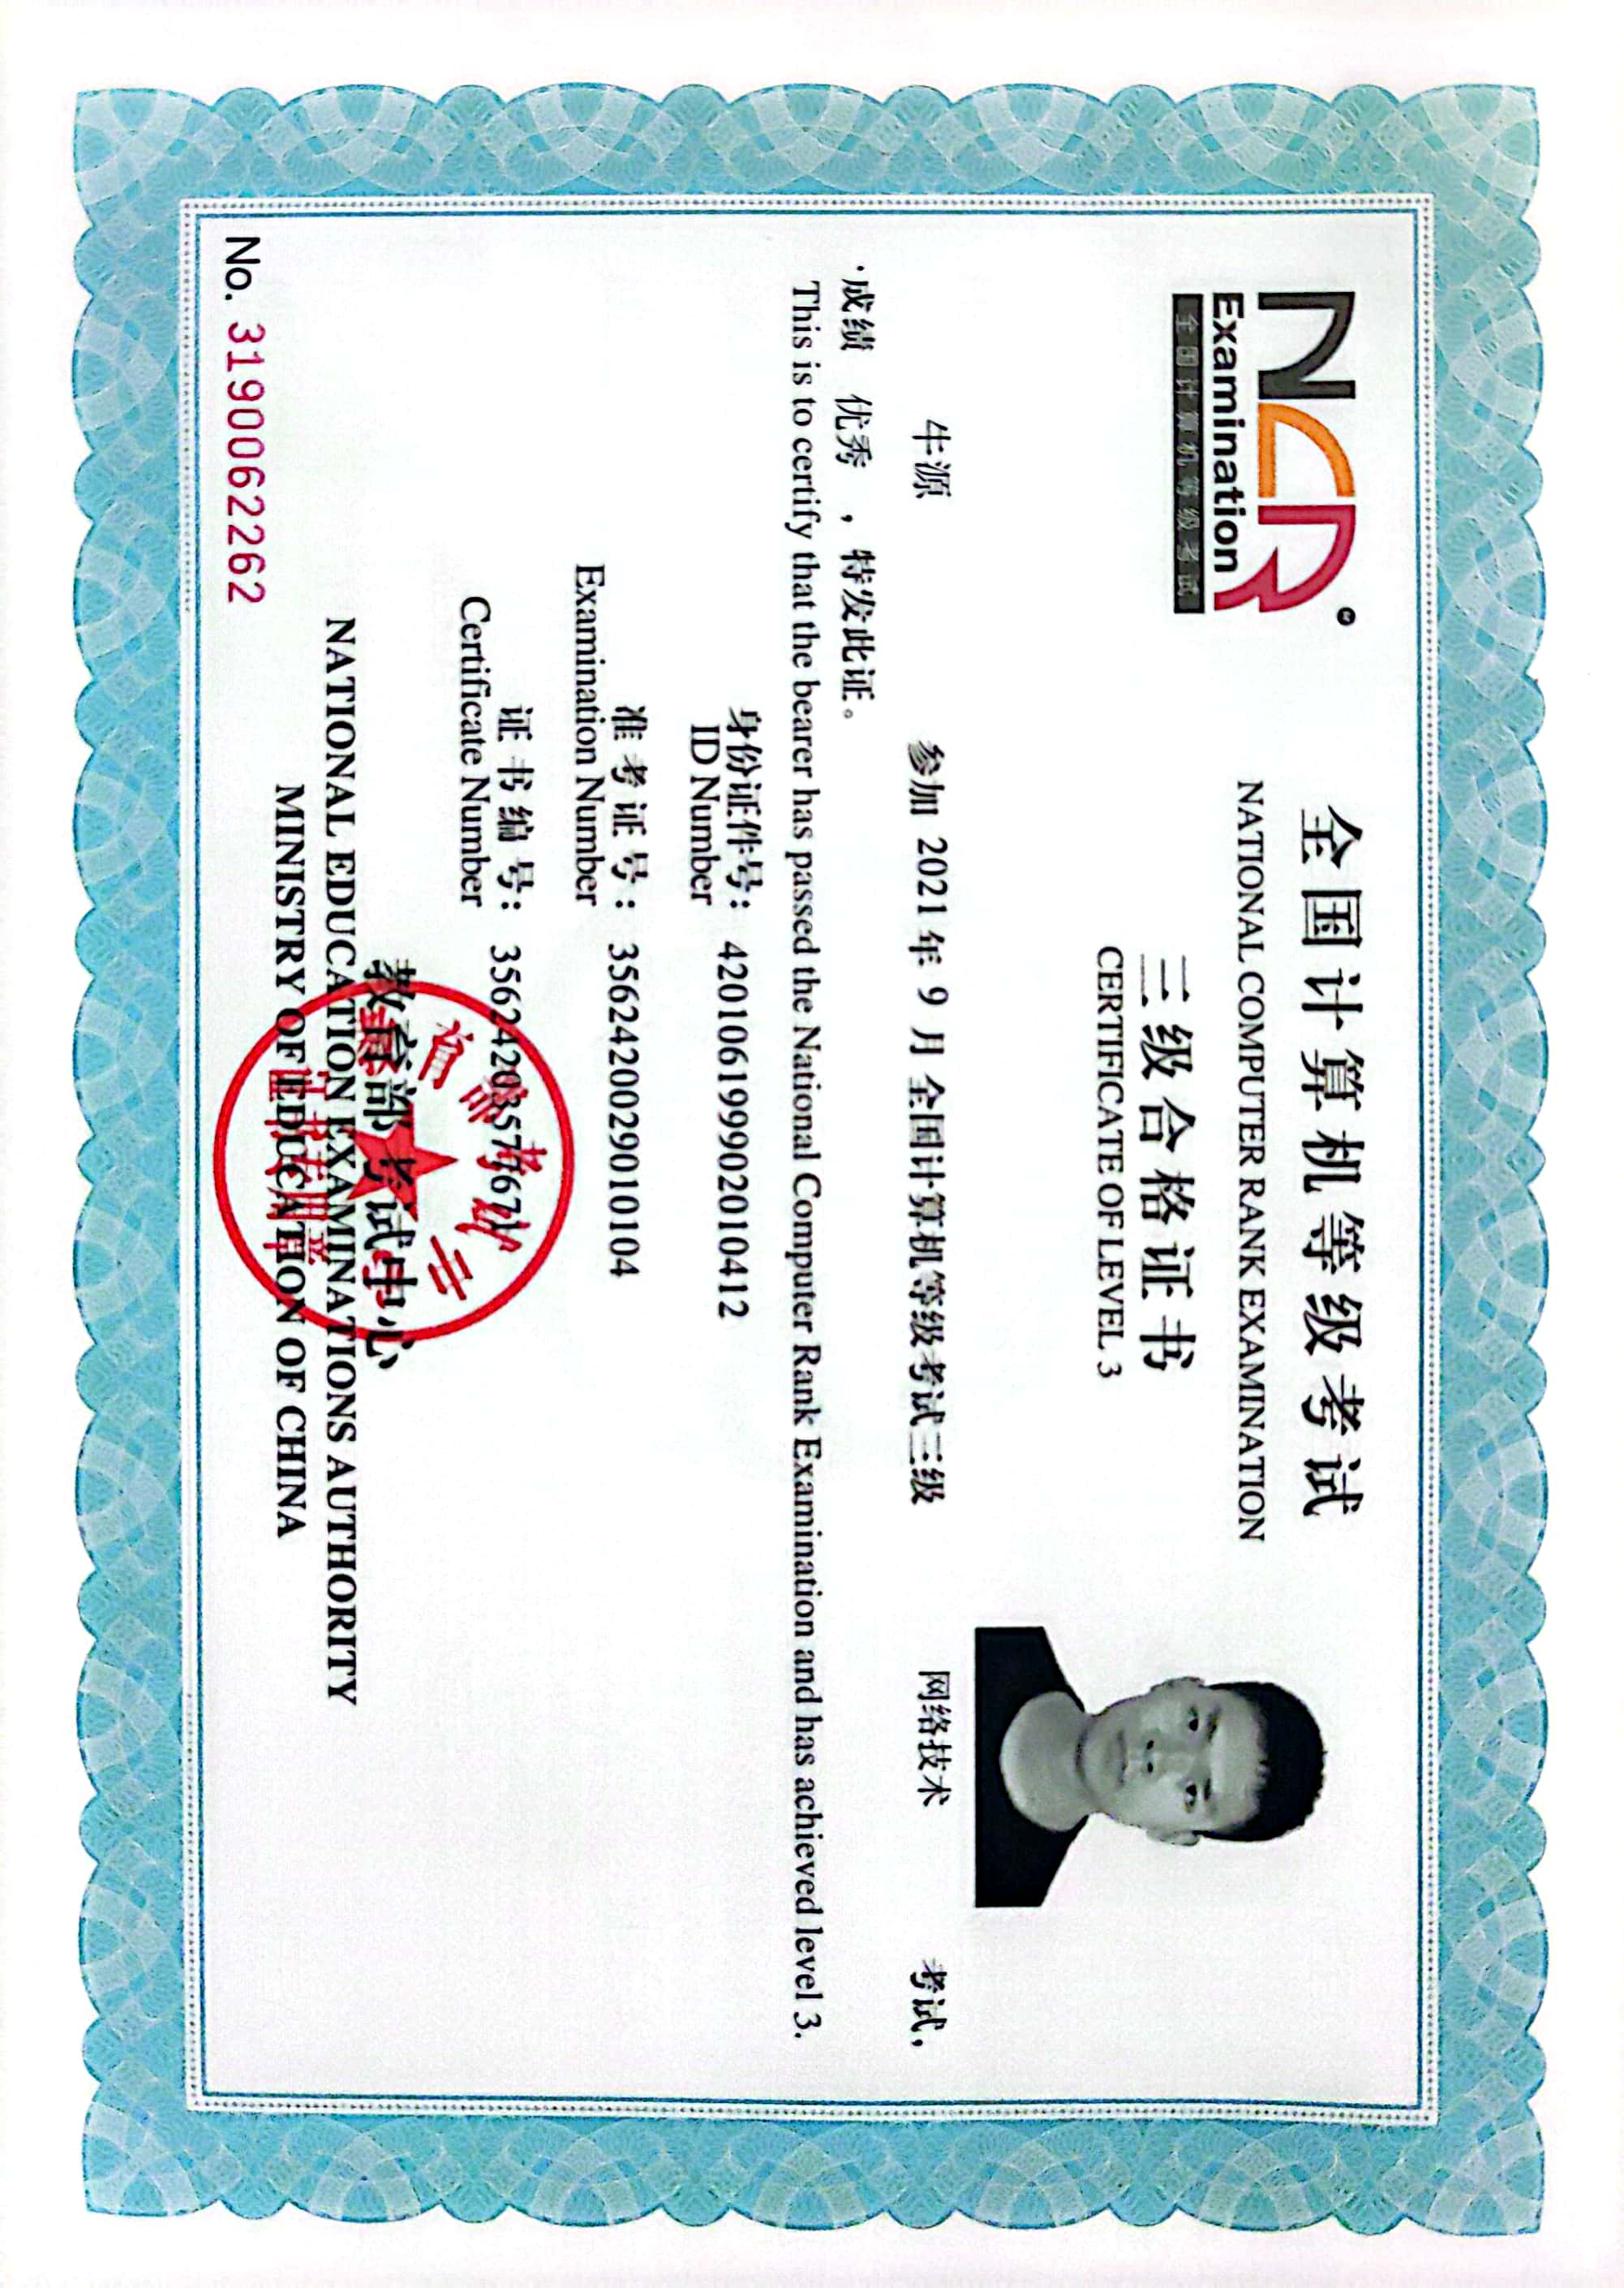 NCR
Examination
全国计算机等级考试
全国计算机等级考试
NATIONAL COMPUTER RANK EXAMINATION
三级合格证书
CERTIFICATE OF LEVEL 3
牛源 参加 2021 年 9 月 全国计算机等级考试三级 网络技术 考试，
成绩 优秀 ，特发此证。
This is to certify that the bearer has passed the National Computer Rank Examination and has achieved level 3.
身份证件号： 420106199902010412
ID Number
准考证号： 3562420029010104
Examination Number
证书编号：
Certificate Number
教育部考试中心
NATIONAL EDUCATION EXAMINATIONS AUTHORITY
MINISTRY OF EDUCATION OF CHINA
教育部考试中心
证书专用章
No. 3190062262